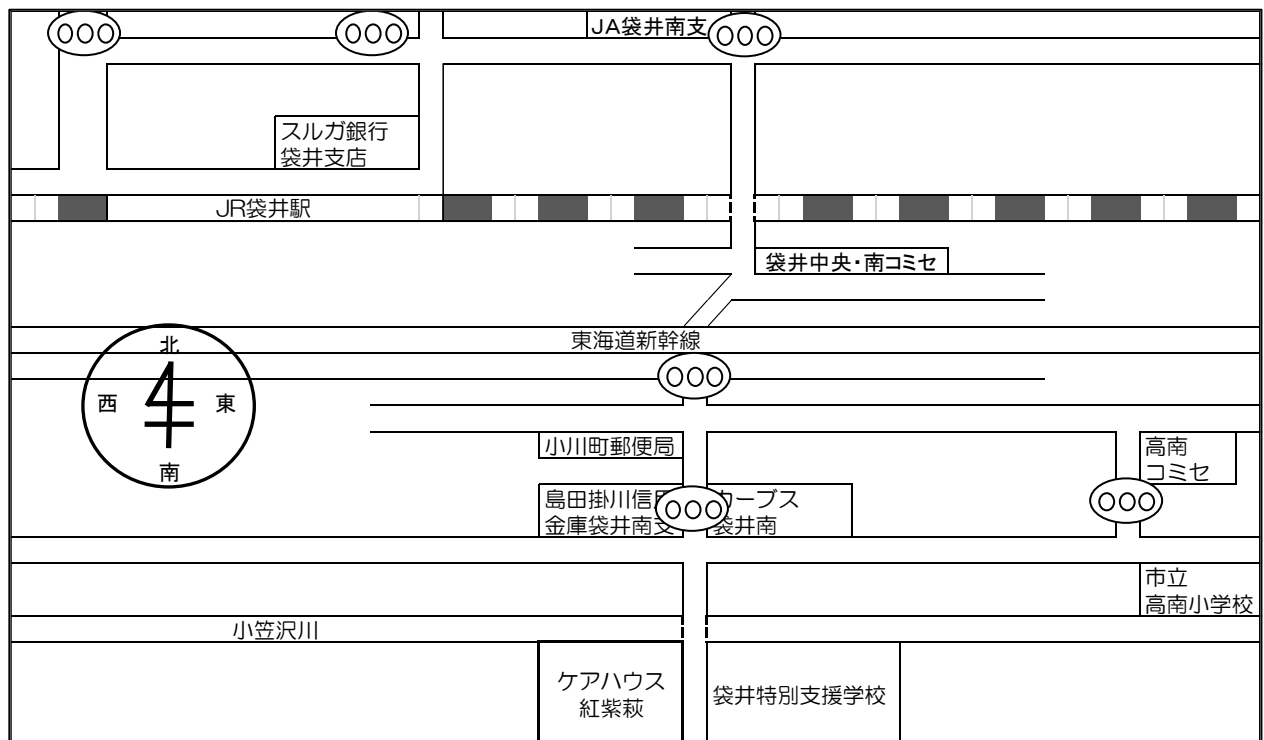 JA袋井南支
スルガ銀行
袋井支店
JR袋井駅
袋井中央・南コミセ
東海道新幹線
北
西 東
南
小川町郵便局
高南
コミセ
島田掛川信用
金庫袋井南支
カーブス
袋井南
市立
高南小学校
小笠沢川
ケアハウス
紅紫萩
袋井特別支援学校